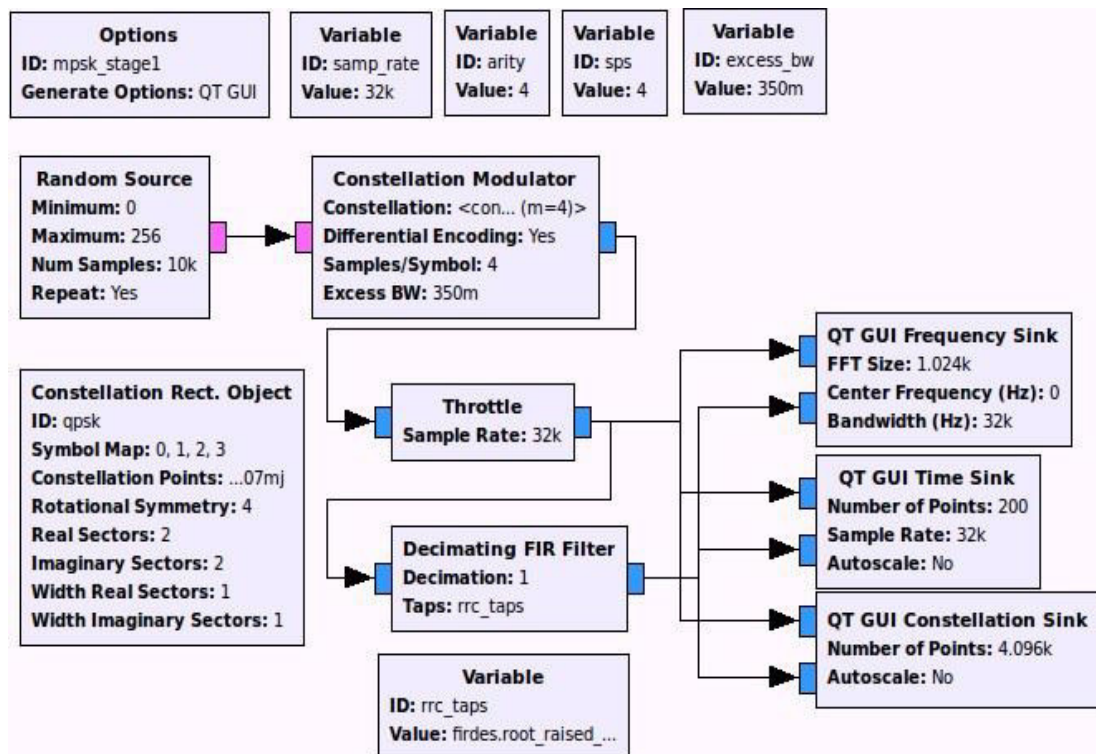 Options
ID: mpsk_stage1
Generate Options: QT GUI
Variable
ID: samp_rate
Value: 32k
Variable
ID: arity
Value: 4
Variable
ID: sps
Value: 4
Variable
ID: excess_bw
Value: 350m
Random Source
Minimum: 0
Maximum: 256
Num Samples: 10k
Repeat: Yes
Constellation Modulator
Constellation: <con... (m=4)>
Differential Encoding: Yes
Samples/Symbol: 4
Excess BW: 350m
Constellation Rect. Object
ID: qpsk
Symbol Map: 0, 1, 2, 3
Constellation Points: ...07mj
Rotational Symmetry: 4
Real Sectors: 2
Imaginary Sectors: 2
Width Real Sectors: 1
Width Imaginary Sectors: 1
Throttle
Sample Rate: 32k
Decimating FIR Filter
Decimation: 1
Taps: rrc_taps
Variable
ID: rrc_taps
Value: firdes.root_raised_...
QT GUI Frequency Sink
FFT Size: 1.024k
Center Frequency (Hz): 0
Bandwidth (Hz): 32k
QT GUI Time Sink
Number of Points: 200
Sample Rate: 32k
Autoscale: No
QT GUI Constellation Sink
Number of Points: 4.096k
Autoscale: No